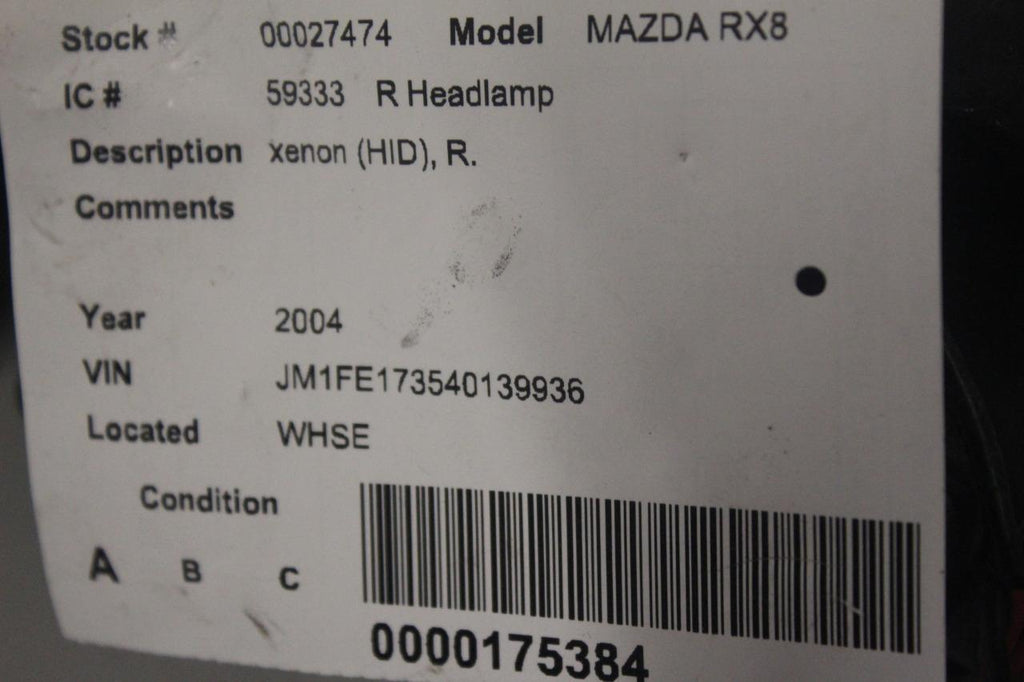 Stock # 00027474 Model MAZDA RX8
IC # 59333 R Headlamp
Description xenon (HID), R.
Comments
Year 2004
VIN JM1FE173540139936
Located WHSE
Condition
A B C
0000175384